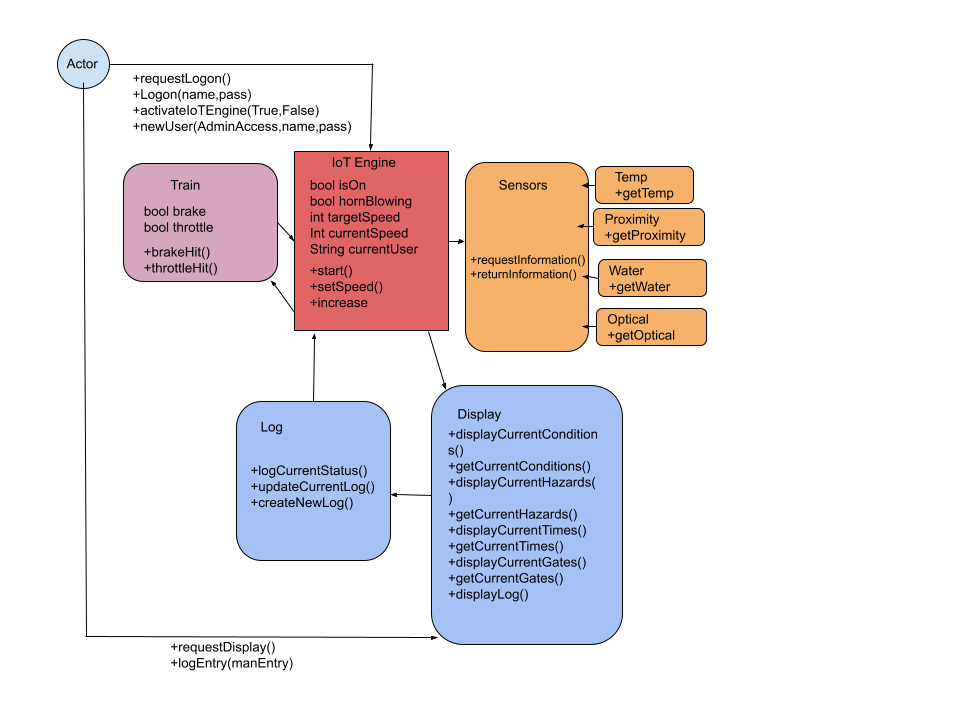 Actor
+requestLogon()
+Logon(name,pass)
+activateIoTEngine(True,False)
+newUser(AdminAccess,name,pass)
Train
bool brake
bool throttle
+brakeHit()
+throttleHit()
IoT Engine
bool isOn
bool hornBlowing
int targetSpeed
Int currentSpeed
String currentUser
+start()
+setSpeed()
+increase
Sensors
+requestInformation()
+returnInformation()
Temp
+getTemp
Proximity
+getProximity
Water
+getWater
Optical
+getOptical
Log
+logCurrentStatus()
+updateCurrentLog()
+createNewLog()
Display
+displayCurrentCondition
s()
+getCurrentConditions()
+displayCurrentHazards(
)
+getCurrentHazards()
+displayCurrentTimes()
+getCurrentTimes()
+displayCurrentGates()
+getCurrentGates()
+displayLog()
+requestDisplay()
+logEntry(manEntry)